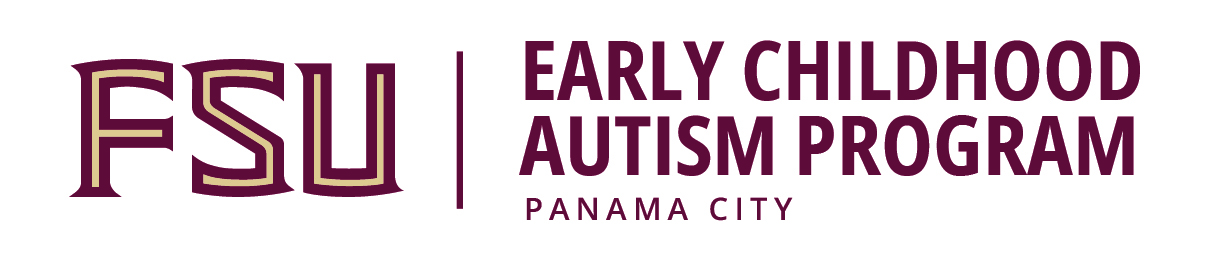 FSU
EARLY CHILDHOOD
AUTISM PROGRAM
PANAMA CITY